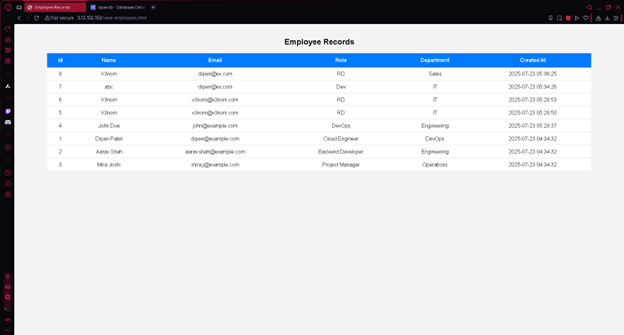 Employee Records
Not secure 3.12.102.153/view-employees.html
Employee Records
Id Name Email Role Department Created At
8 V3nom dipen@ex.com RD Sales 2025-07-23 05:36:25
7 abc dipen@ex.com Dev IT 2025-07-23 05:34:26
6 V3nom v3nom@v3nom.com RD IT 2025-07-23 05:28:53
5 V3nom v3nom@v3nom.com RD IT 2025-07-23 05:28:50
4 John Doe john@example.com DevOps Engineering 2025-07-23 05:28:37
1 Dipen Patel dipen@example.com Cloud Engineer DevOps 2025-07-23 04:34:32
2 Aarav Shah aarav.shah@example.com Backend Developer Engineering 2025-07-23 04:34:32
3 Mira Joshi miraj@example.com Project Manager Operations 2025-07-23 04:34:32